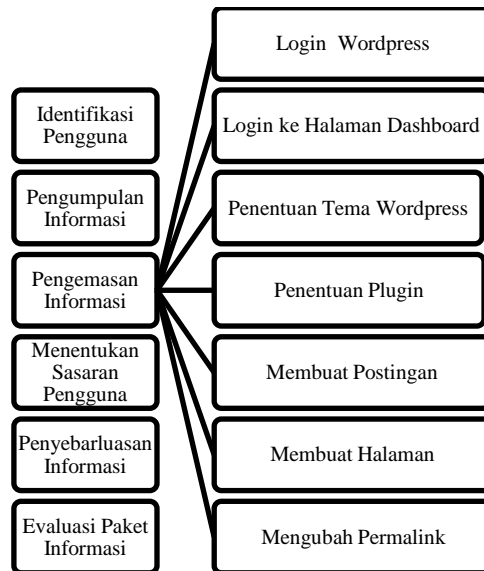 Identifikasi
Pengguna
Pengumpulan
Informasi
Pengemasan
Informasi
Menentukan
Sasaran
Pengguna
Penyebarluasan
Informasi
Evaluasi Paket
Informasi
Login Wordpress
Login ke Halaman Dashboard
Penentuan Tema Wordpress
Penentuan Plugin
Membuat Postingan
Membuat Halaman
Mengubah Permalink